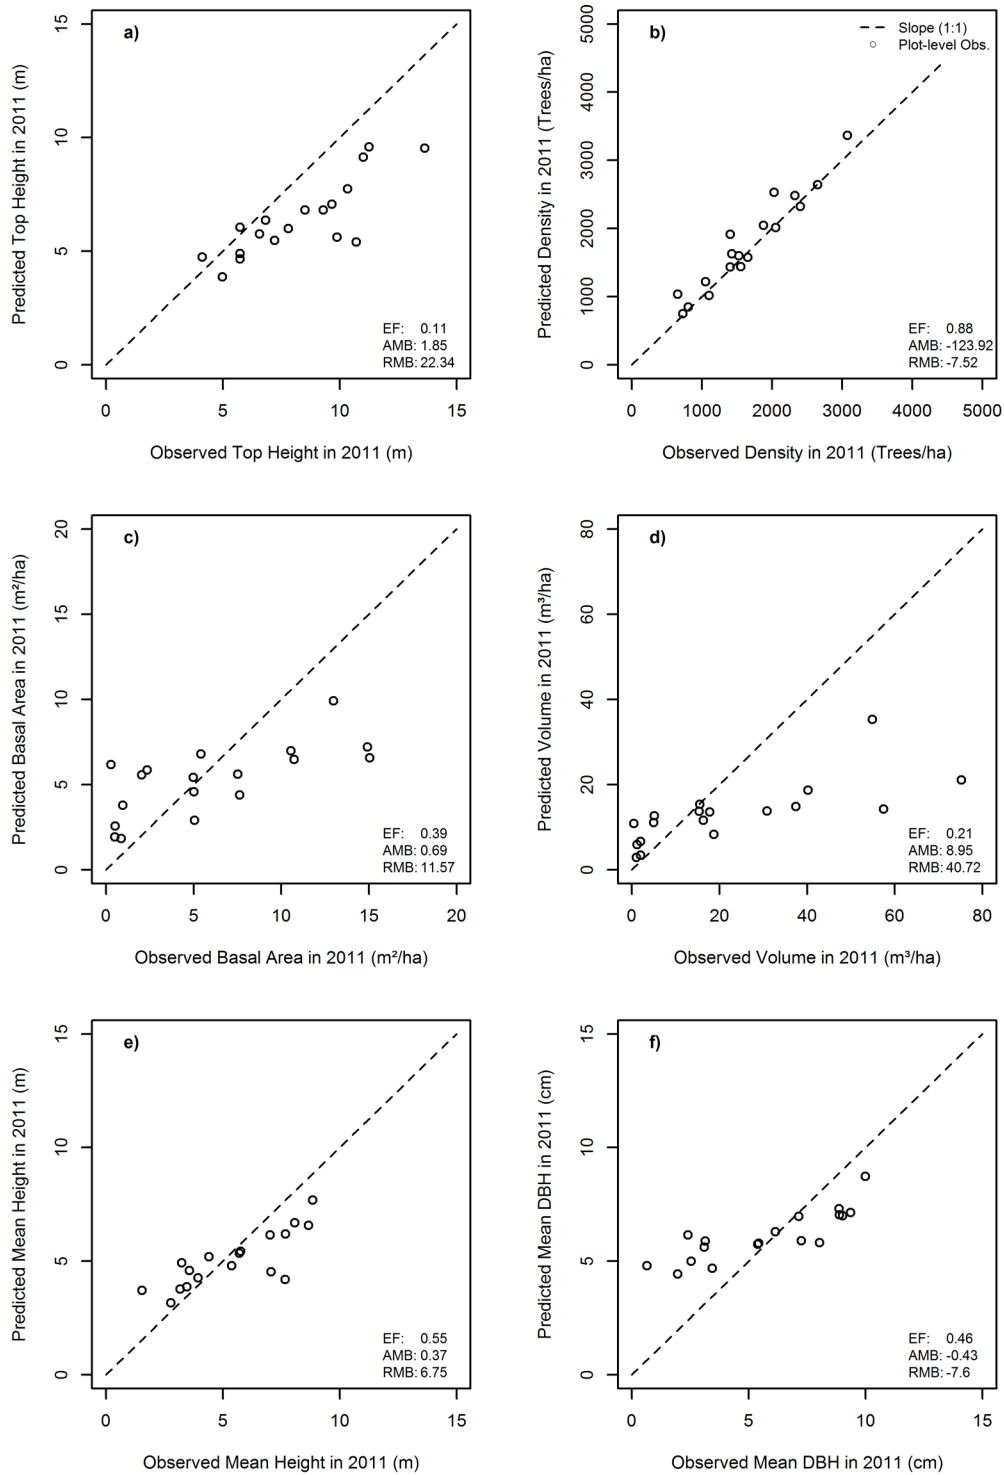 a)
15
10
5
0
Predicted Top Height in 2011 (m)
EF: 0.11
AMB: 1.85
RMB: 22.34
0 5 10 15
Observed Top Height in 2011 (m)
b)
Slope (1:1)
Plot-level Obs.
5000
4000
3000
2000
1000
0
Predicted Density in 2011 (Trees/ha)
EF: 0.88
AMB: -123.92
RMB: -7.52
0 1000 2000 3000 4000 5000
Observed Density in 2011 (Trees/ha)
c)
20
15
10
5
0
Predicted Basal Area in 2011 (m²/ha)
EF: 0.39
AMB: 0.69
RMB: 11.57
0 5 10 15 20
Observed Basal Area in 2011 (m²/ha)
d)
80
60
40
20
0
Predicted Volume in 2011 (m³/ha)
EF: 0.21
AMB: 8.95
RMB: 40.72
0 20 40 60 80
Observed Volume in 2011 (m³/ha)
e)
15
10
5
0
Predicted Mean Height in 2011 (m)
EF: 0.55
AMB: 0.37
RMB: 6.75
0 5 10 15
Observed Mean Height in 2011 (m)
f)
15
10
5
0
Predicted Mean DBH in 2011 (cm)
EF: 0.46
AMB: -0.43
RMB: -7.6
0 5 10 15
Observed Mean DBH in 2011 (cm)